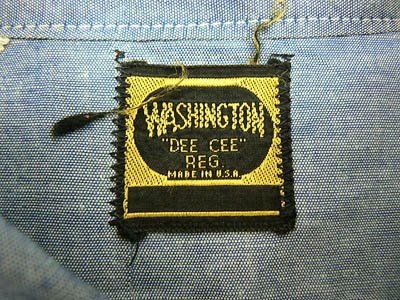 WASHINGTON
"DEE CEE"
REG.
MADE IN U.S.A.